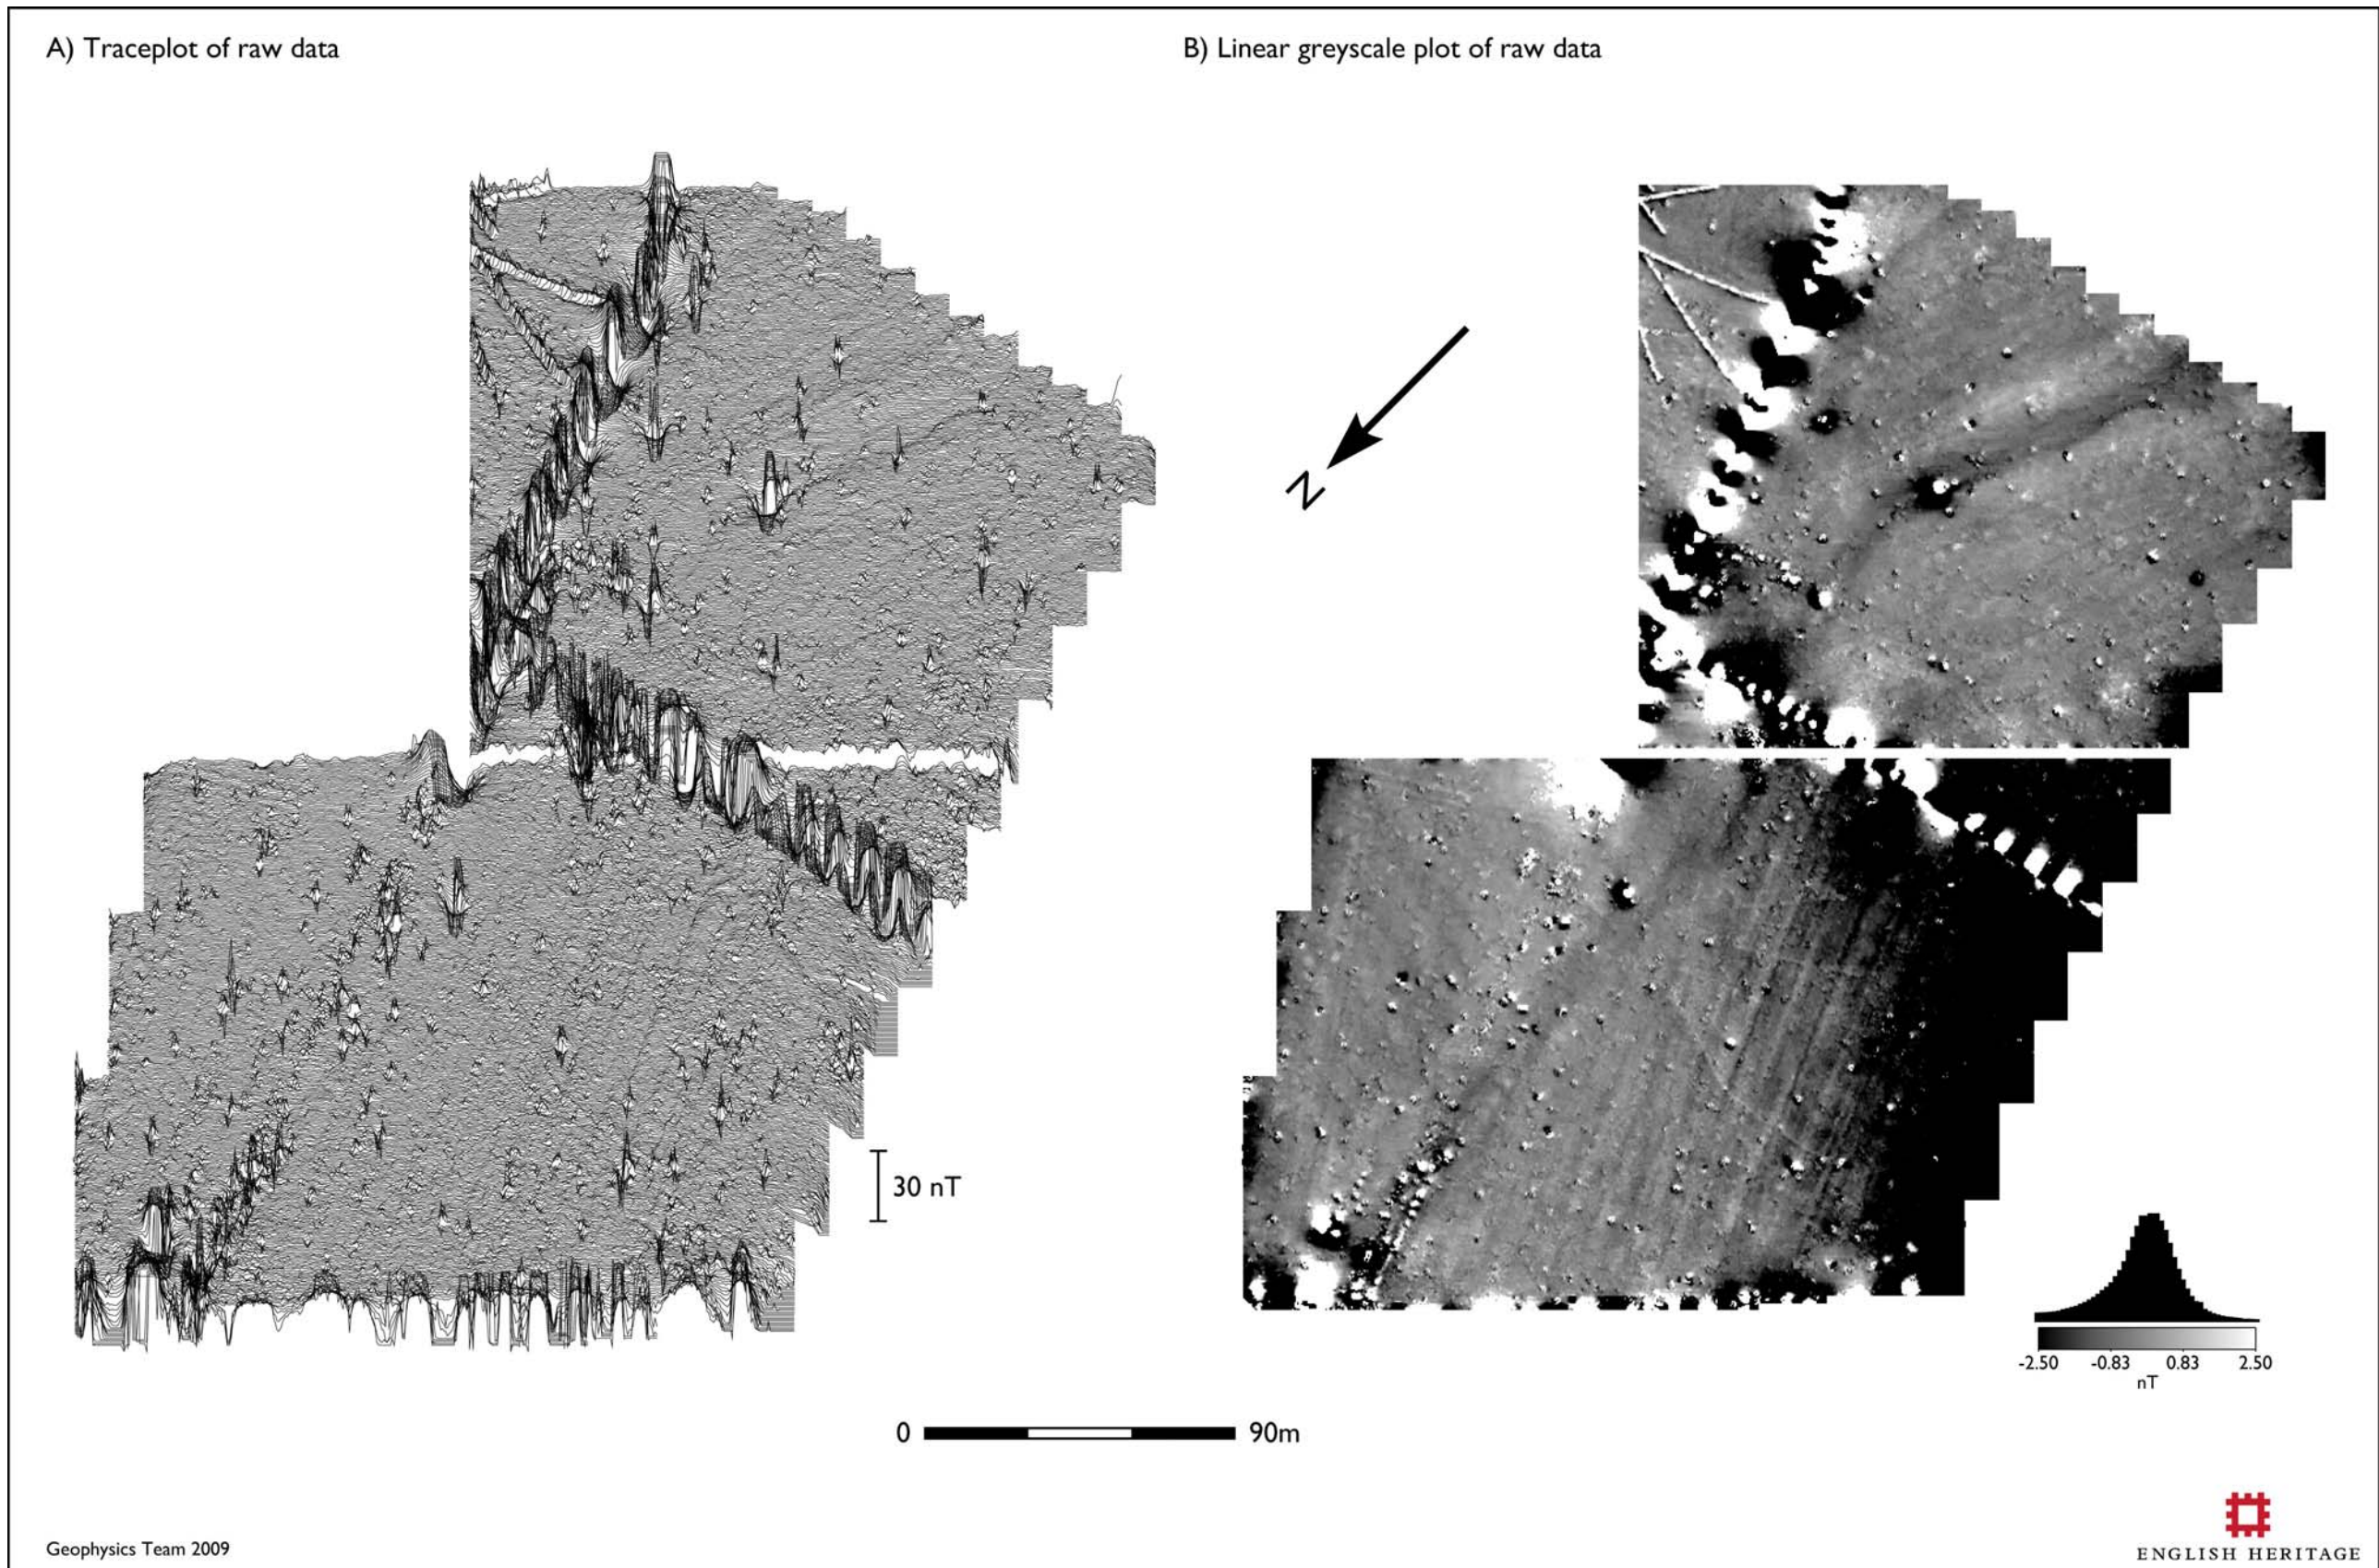 A) Traceplot of raw data
B) Linear greyscale plot of raw data
N
30 nT
-2.50 -0.83 0.83 2.50
nT
0 90m
Geophysics Team 2009
ENGLISH HERITAGE